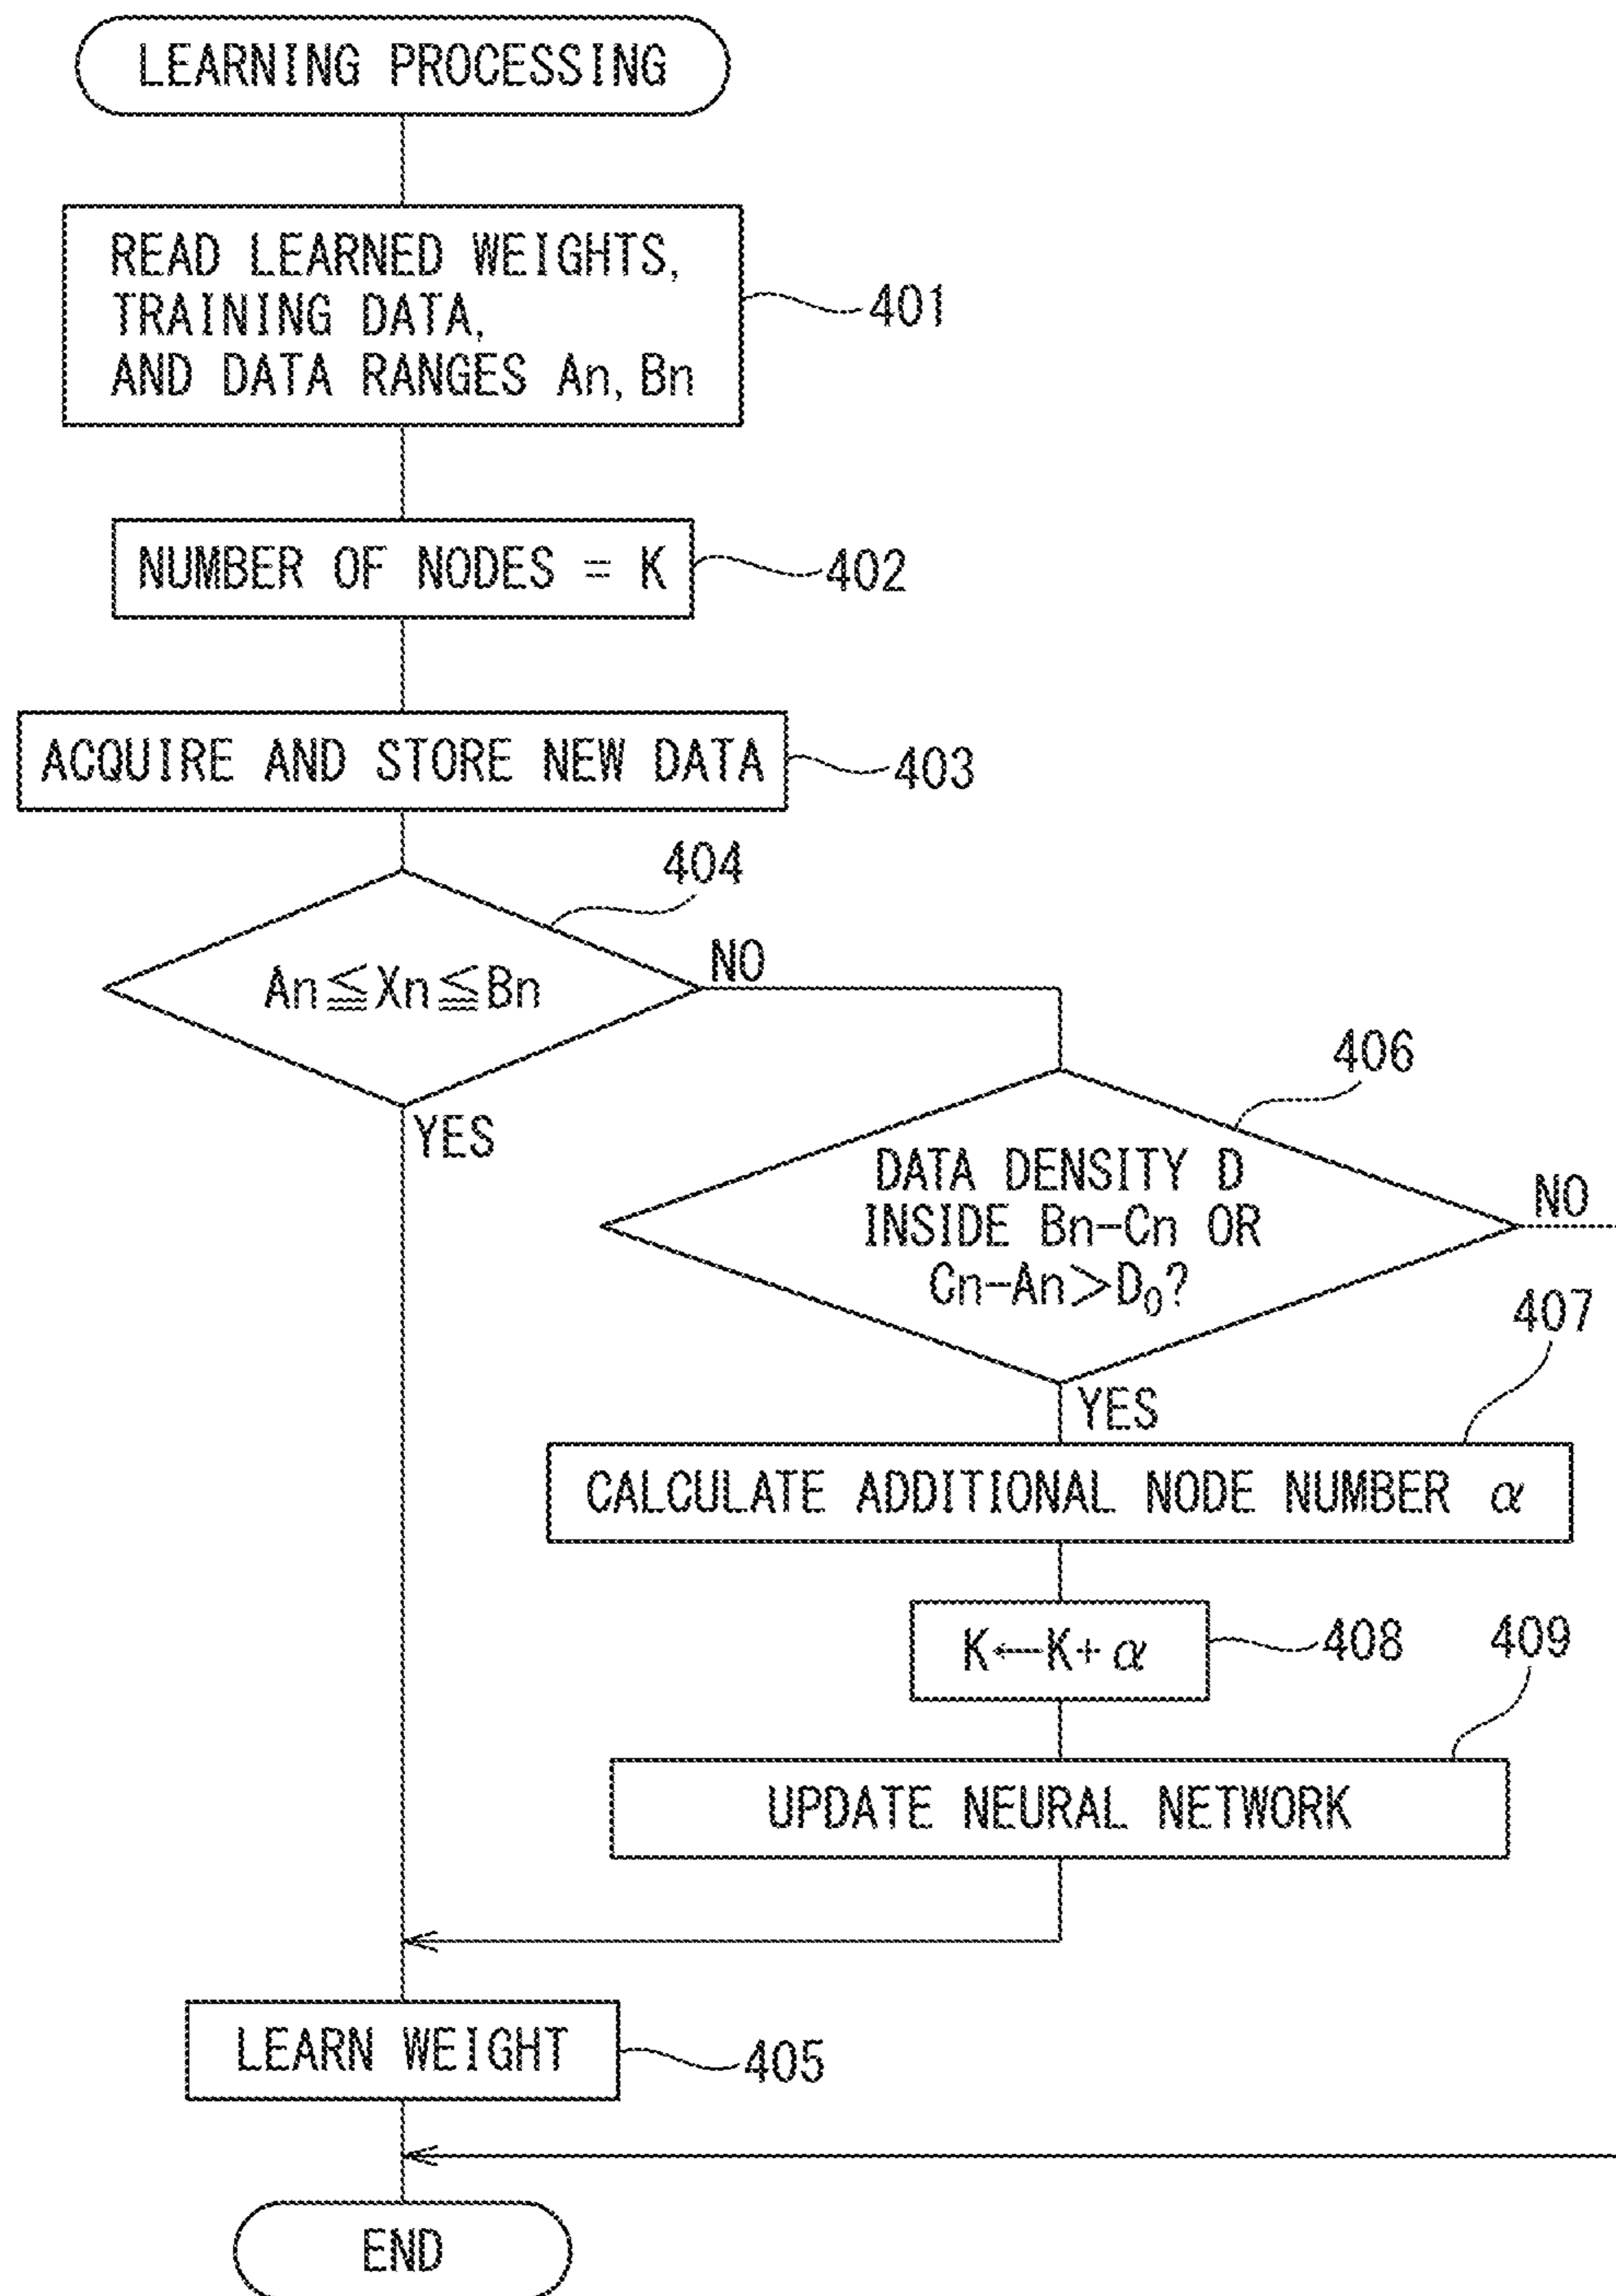 LEARNING PROCESSING
READ LEARNED WEIGHTS,
TRAINING DATA,
AND DATA RANGES An, Bn
401
NUMBER OF NODES = K
402
ACQUIRE AND STORE NEW DATA
403
404
An≦Xn≦Bn
NO
YES
406
DATA DENSITY D
INSIDE Bn-Cn OR
Cn-An>D₀?
NO
YES
407
CALCULATE ADDITIONAL NODE NUMBER α
K←K+α
408
409
UPDATE NEURAL NETWORK
LEARN WEIGHT
405
END